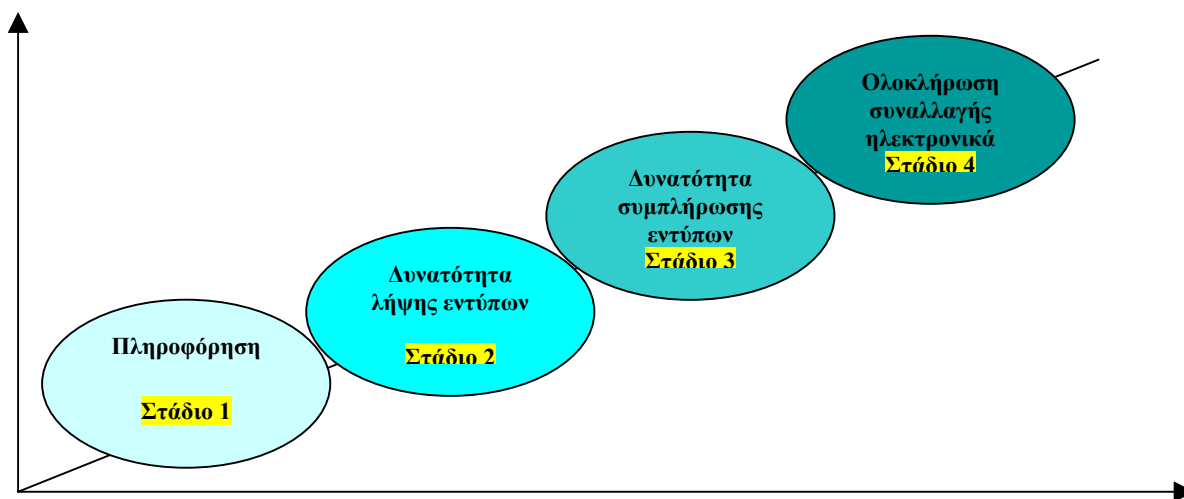 Πληροφόρηση
Στάδιο 1
Δυνατότητα
λήψης εντύπων
Στάδιο 2
Δυνατότητα
συμπλήρωσης
εντύπων
Στάδιο 3
Ολοκλήρωση
συναλλαγής
ηλεκτρονικά
Στάδιο 4